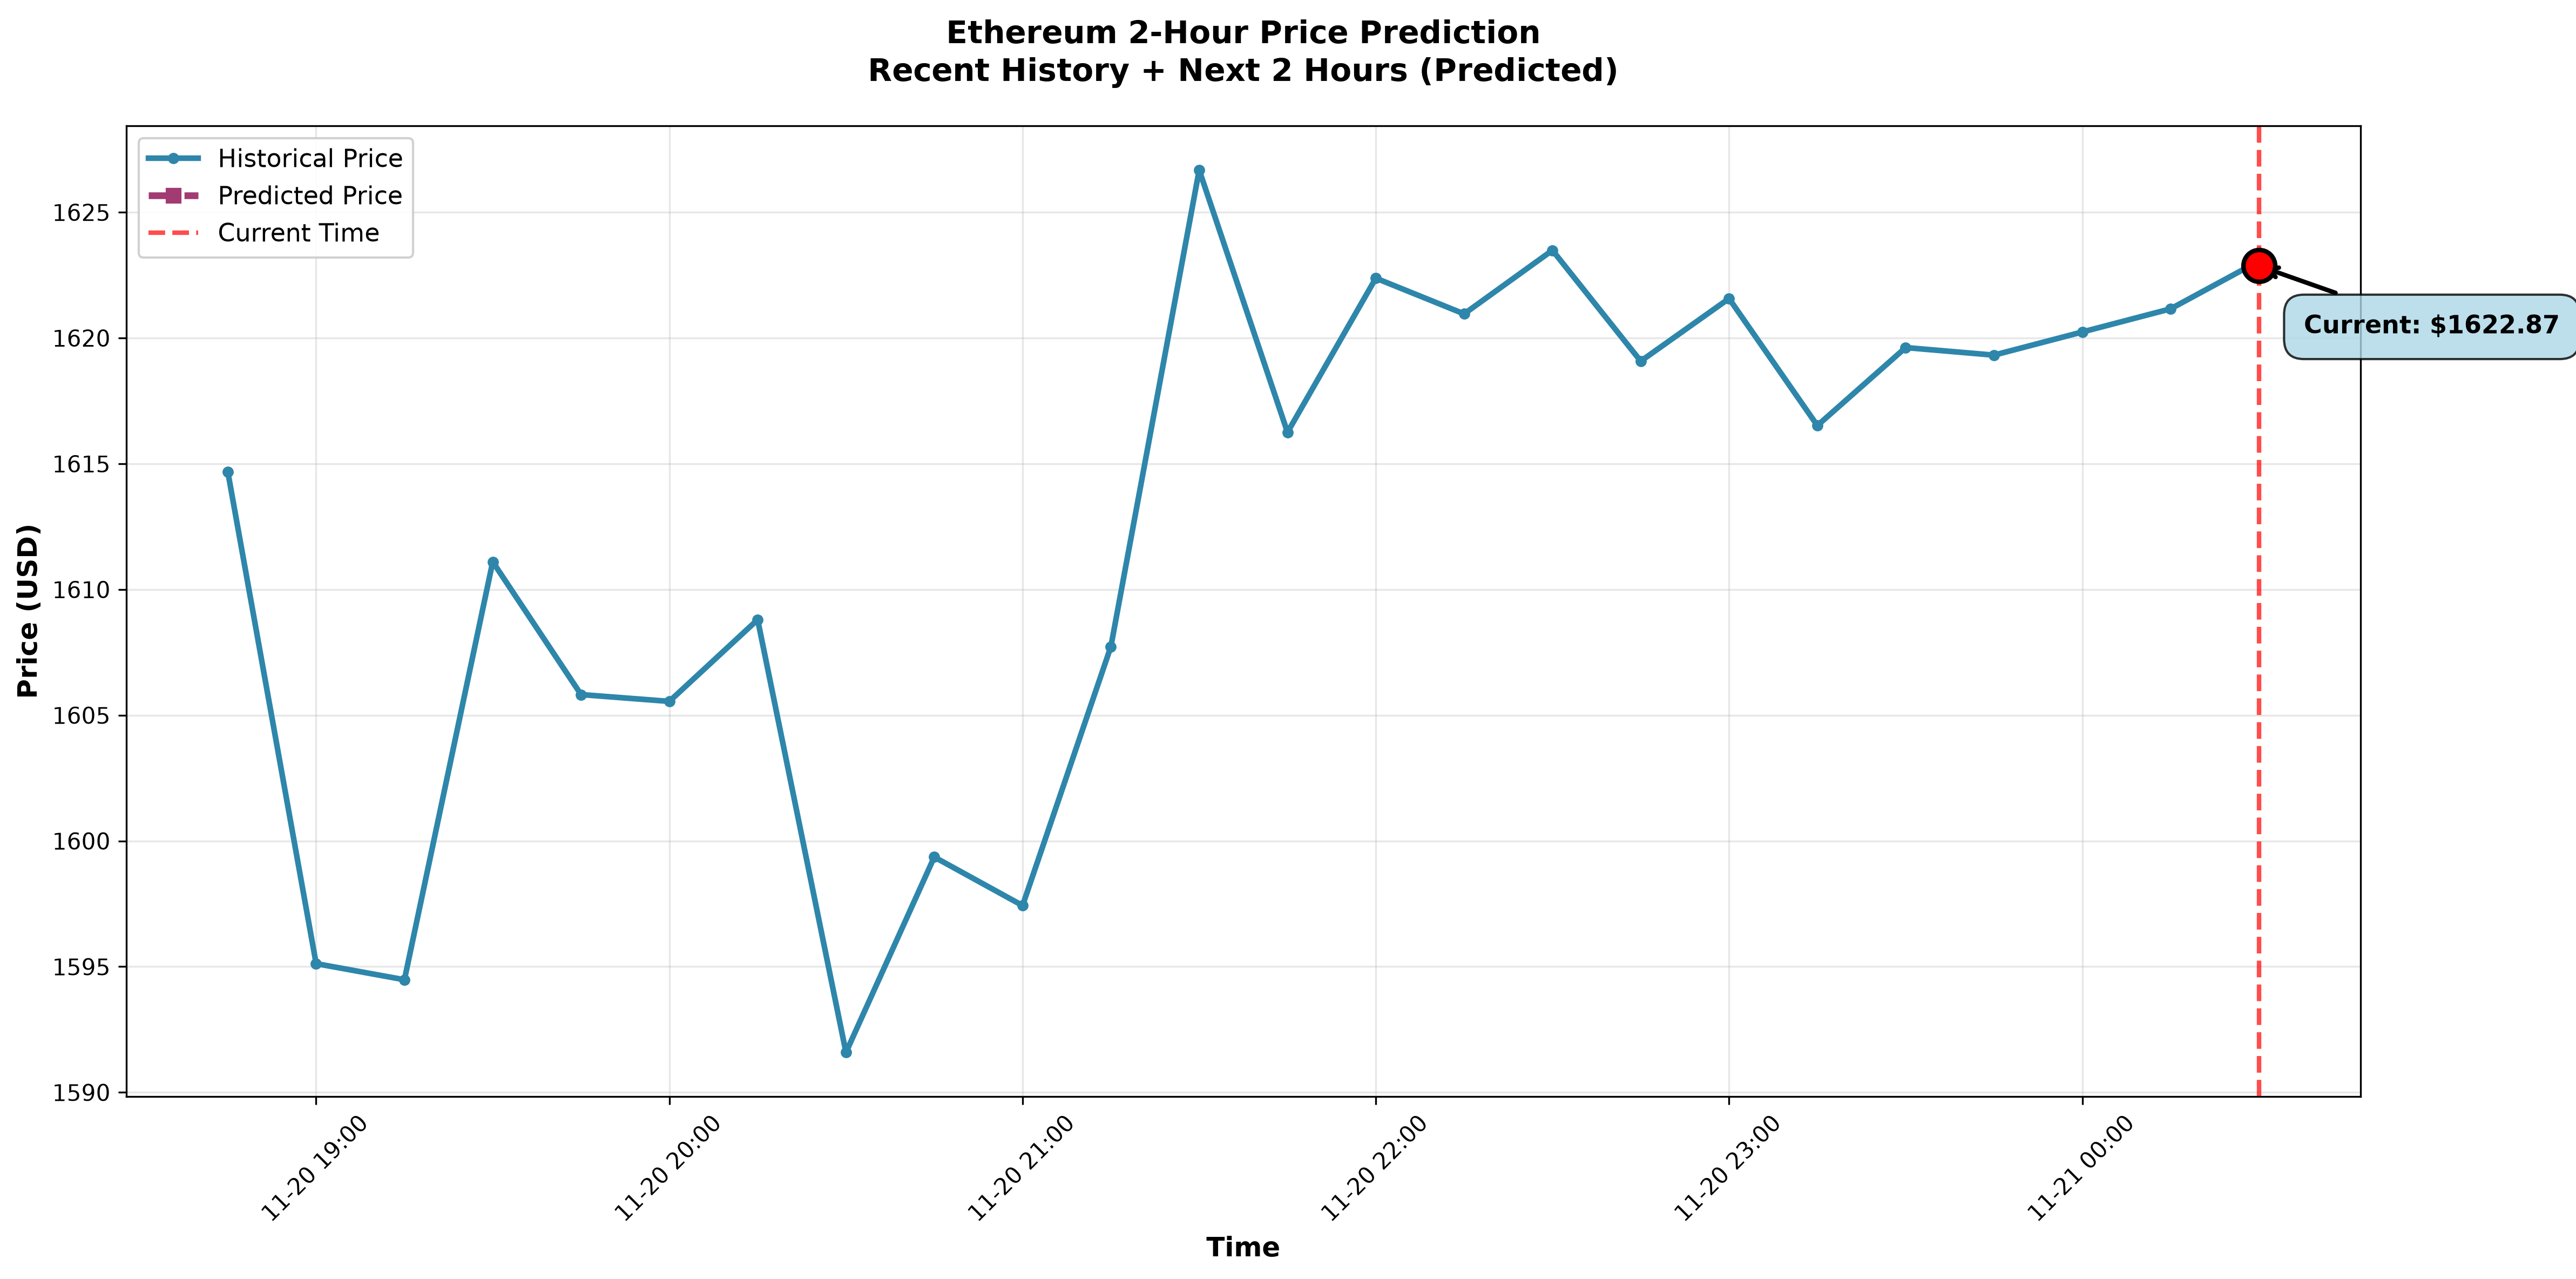 Ethereum 2-Hour Price Prediction
Recent History + Next 2 Hours (Predicted)
Historical Price
Predicted Price
Current Time
1625
1620
1615
1610
1605
1600
1595
1590
Price (USD)
Current: $1622.87
11-20 19:00
11-20 20:00
11-20 21:00
11-20 22:00
11-20 23:00
11-21 00:00
Time